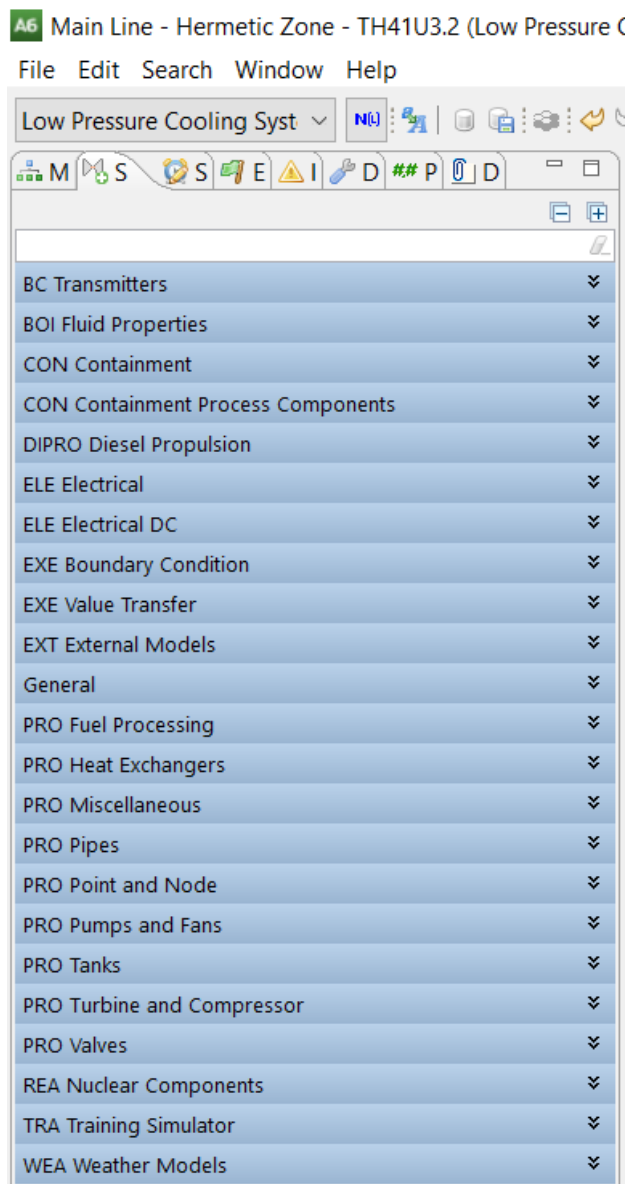 A6 Main Line - Hermetic Zone - TH41U3.2 (Low Pressure
File Edit Search Window Help
Low Pressure Cooling Syst N(L)
M S S E I D ## P D
BC Transmitters
BOI Fluid Properties
CON Containment
CON Containment Process Components
DIPRO Diesel Propulsion
ELE Electrical
ELE Electrical DC
EXE Boundary Condition
EXE Value Transfer
EXT External Models
General
PRO Fuel Processing
PRO Heat Exchangers
PRO Miscellaneous
PRO Pipes
PRO Point and Node
PRO Pumps and Fans
PRO Tanks
PRO Turbine and Compressor
PRO Valves
REA Nuclear Components
TRA Training Simulator
WEA Weather Models